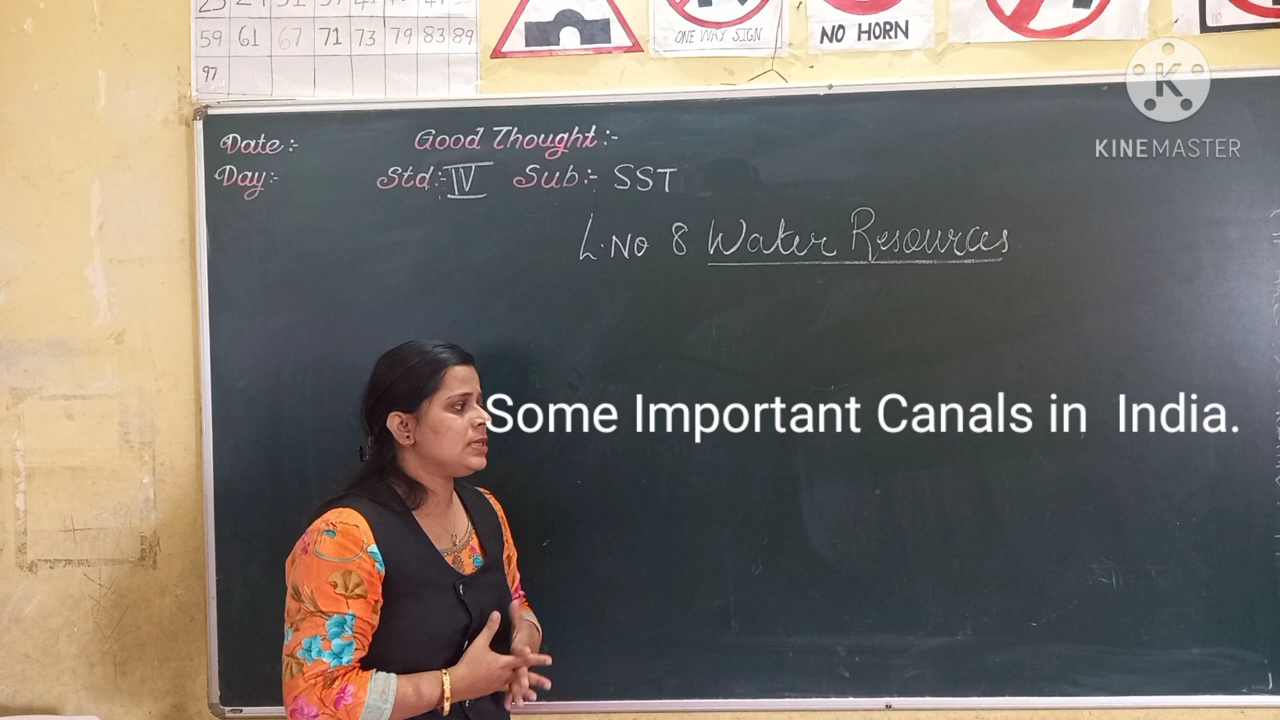 59 61 67 71 73 79 83 89
97
ONE WAY SIGN
NO HORN
KINEMASTER
Date:-
Good Thought:-
Day:-
Std:- IV Sub:- SST
L.No 8 Water Resources
Some Important Canals in India.